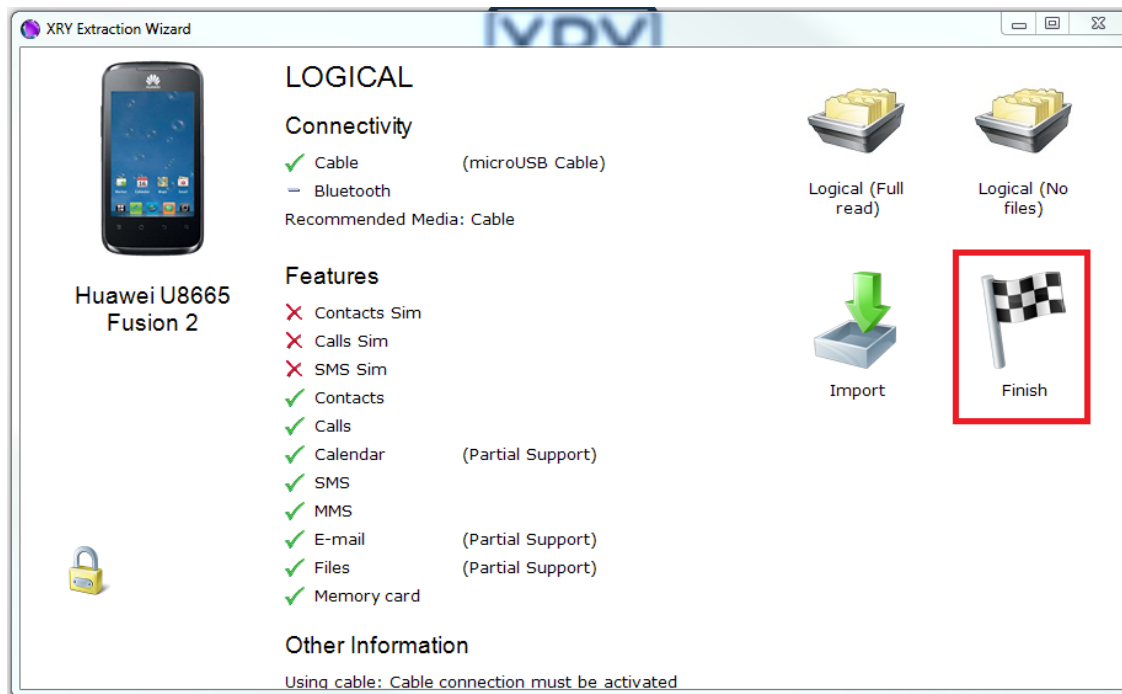 XRY Extraction Wizard
XRY
LOGICAL
Connectivity
Cable (microUSB Cable)
Bluetooth
Recommended Media: Cable
Features
Contacts Sim
Calls Sim
SMS Sim
Contacts
Calls
Calendar (Partial Support)
SMS
MMS
E-mail (Partial Support)
Files (Partial Support)
Memory card
Other Information
Using cable: Cable connection must be activated
Huawei U8665
Fusion 2
Logical (Full
read)
Logical (No
files)
Import
Finish